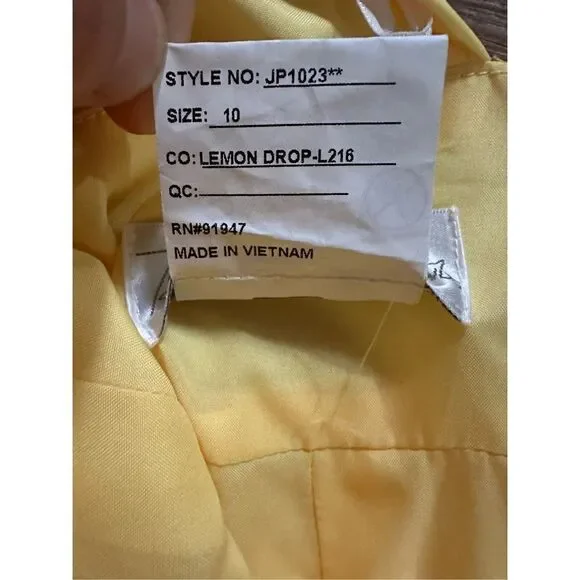 STYLE NO: JP1023**
SIZE: 10
CO: LEMON DROP-L216
QC:
RN#91947
MADE IN VIETNAM